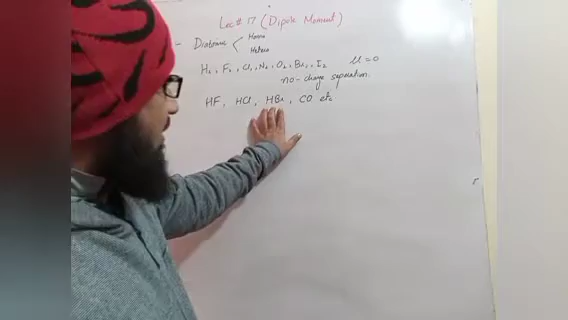 Lec# 17 (Dipole Moment)
- Diatomic < Homo
Hetero
H₂, F₂, Cl₂, N₂, O₂, Br₂, I₂ μ=0
no-charge separation.
HF, HCl, HBr, CO etc